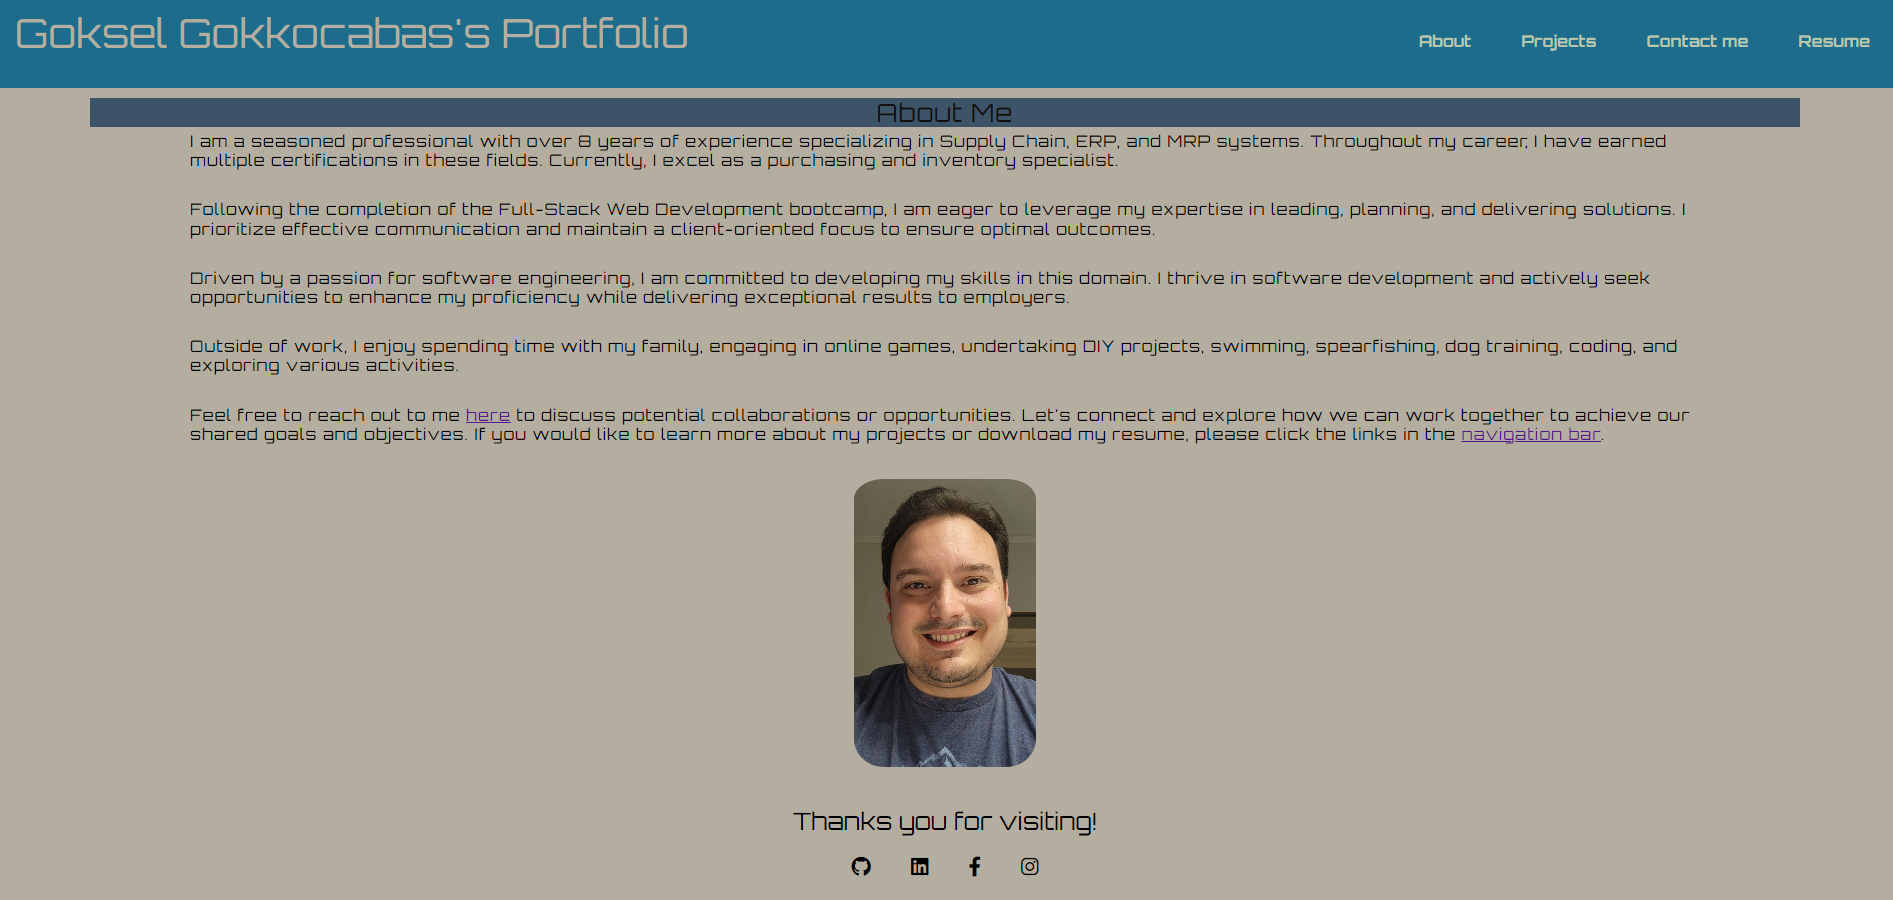 Goksel Gokkocabas's Portfolio
About Projects Contact me Resume
About Me
I am a seasoned professional with over 8 years of experience specializing in Supply Chain, ERP, and MRP systems. Throughout my career, I have earned
multiple certifications in these fields. Currently, I excel as a purchasing and inventory specialist.
Following the completion of the Full-Stack Web Development bootcamp, I am eager to leverage my expertise in leading, planning, and delivering solutions. I
prioritize effective communication and maintain a client-oriented focus to ensure optimal outcomes.
Driven by a passion for software engineering, I am committed to developing my skills in this domain. I thrive in software development and actively seek
opportunities to enhance my proficiency while delivering exceptional results to employers.
Outside of work, I enjoy spending time with my family, engaging in online games, undertaking DIY projects, swimming, spearfishing, dog training, coding, and
exploring various activities.
Feel free to reach out to me here to discuss potential collaborations or opportunities. Let's connect and explore how we can work together to achieve our
shared goals and objectives. If you would like to learn more about my projects or download my resume, please click the links in the navigation bar.
Thanks you for visiting!